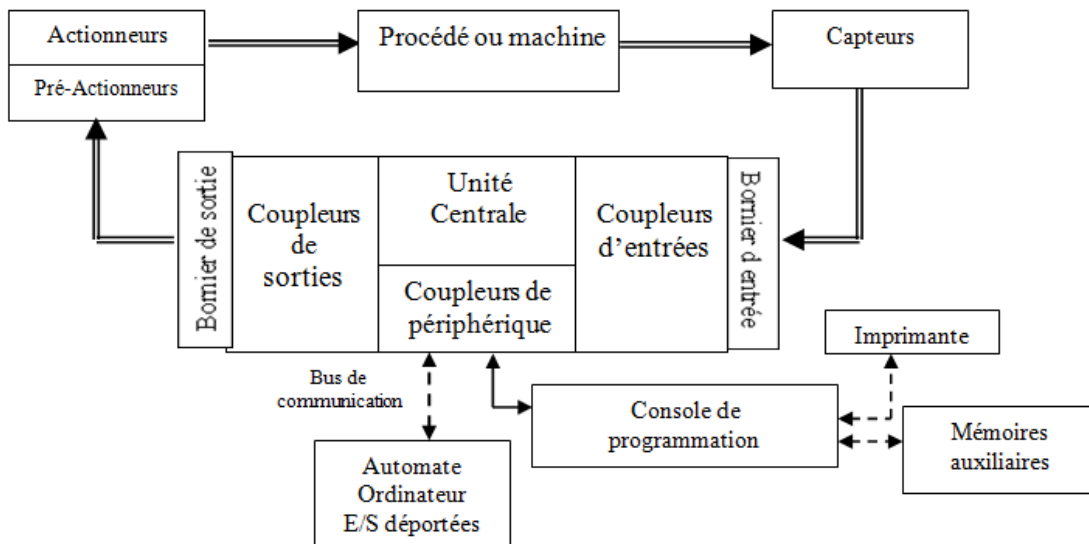 Actionneurs
Pré-Actionneurs
Procédé ou machine
Capteurs
Bornier de sortie
Coupleurs
de
sorties
Unité
Centrale
Coupleurs de
périphérique
Coupleurs
d’entrées
Bornier d entrée
Bus de
communication
Automate
Ordinateur
E/S déportées
Console de
programmation
Imprimante
Mémoires
auxiliaires